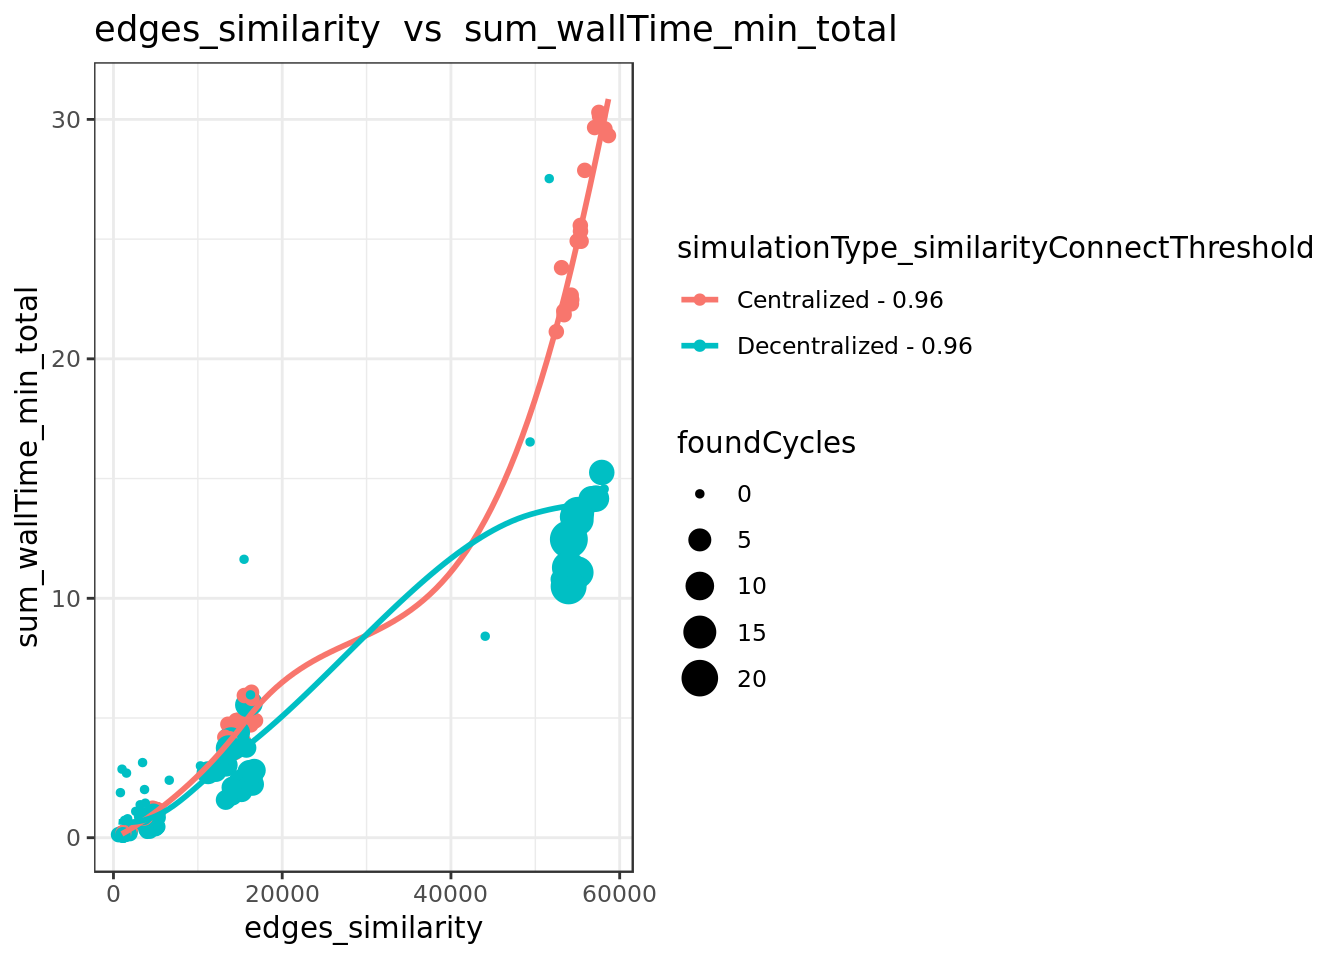 edges_similarity  vs  sum_wallTime_min_total
sum_wallTime_min_total
30
20
10
0
0
20000
40000
60000
edges_similarity
simulationType_similarityConnectThreshold
Centralized - 0.96
Decentralized - 0.96
foundCycles
0
5
10
15
20